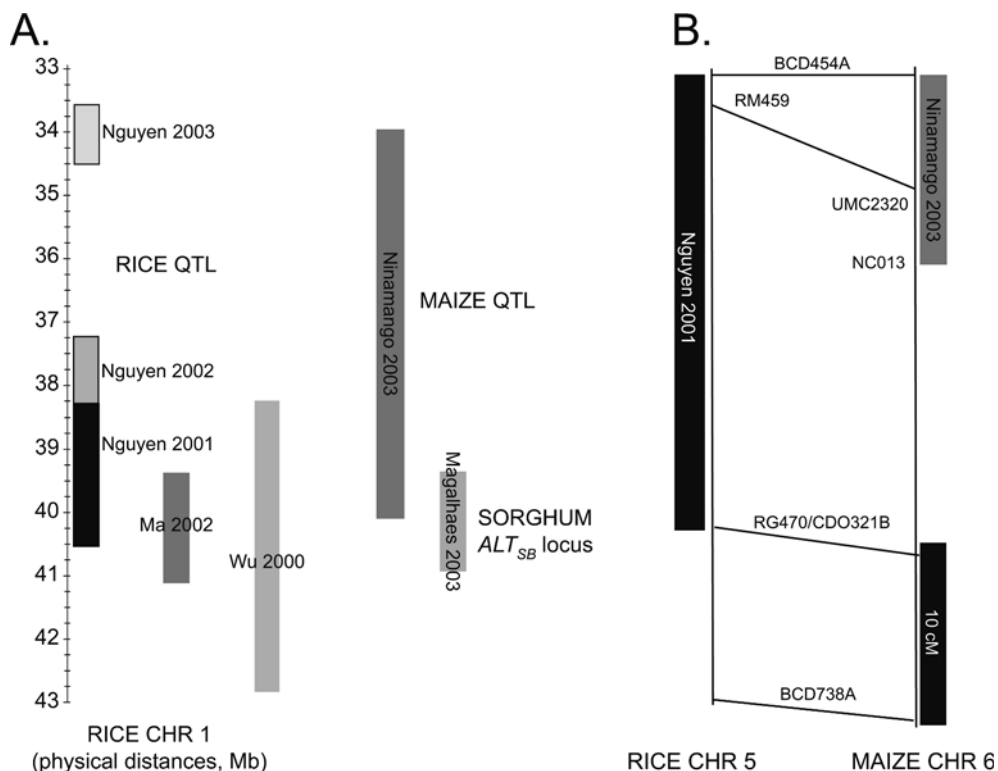 A.
33
34
35
36
37
38
39
40
41
42
43
Nguyen 2003
RICE QTL
Nguyen 2002
Nguyen 2001
Ma 2002
Wu 2000
Ninamango 2003
MAIZE QTL
Magalhaes 2003
SORGHUM
ALT_SB locus
RICE CHR 1
(physical distances, Mb)
B.
BCD454A
RM459
UMC2320
NC013
Nguyen 2001
Ninamango 2003
RG470/CDO321B
10 cM
BCD738A
RICE CHR 5
MAIZE CHR 6